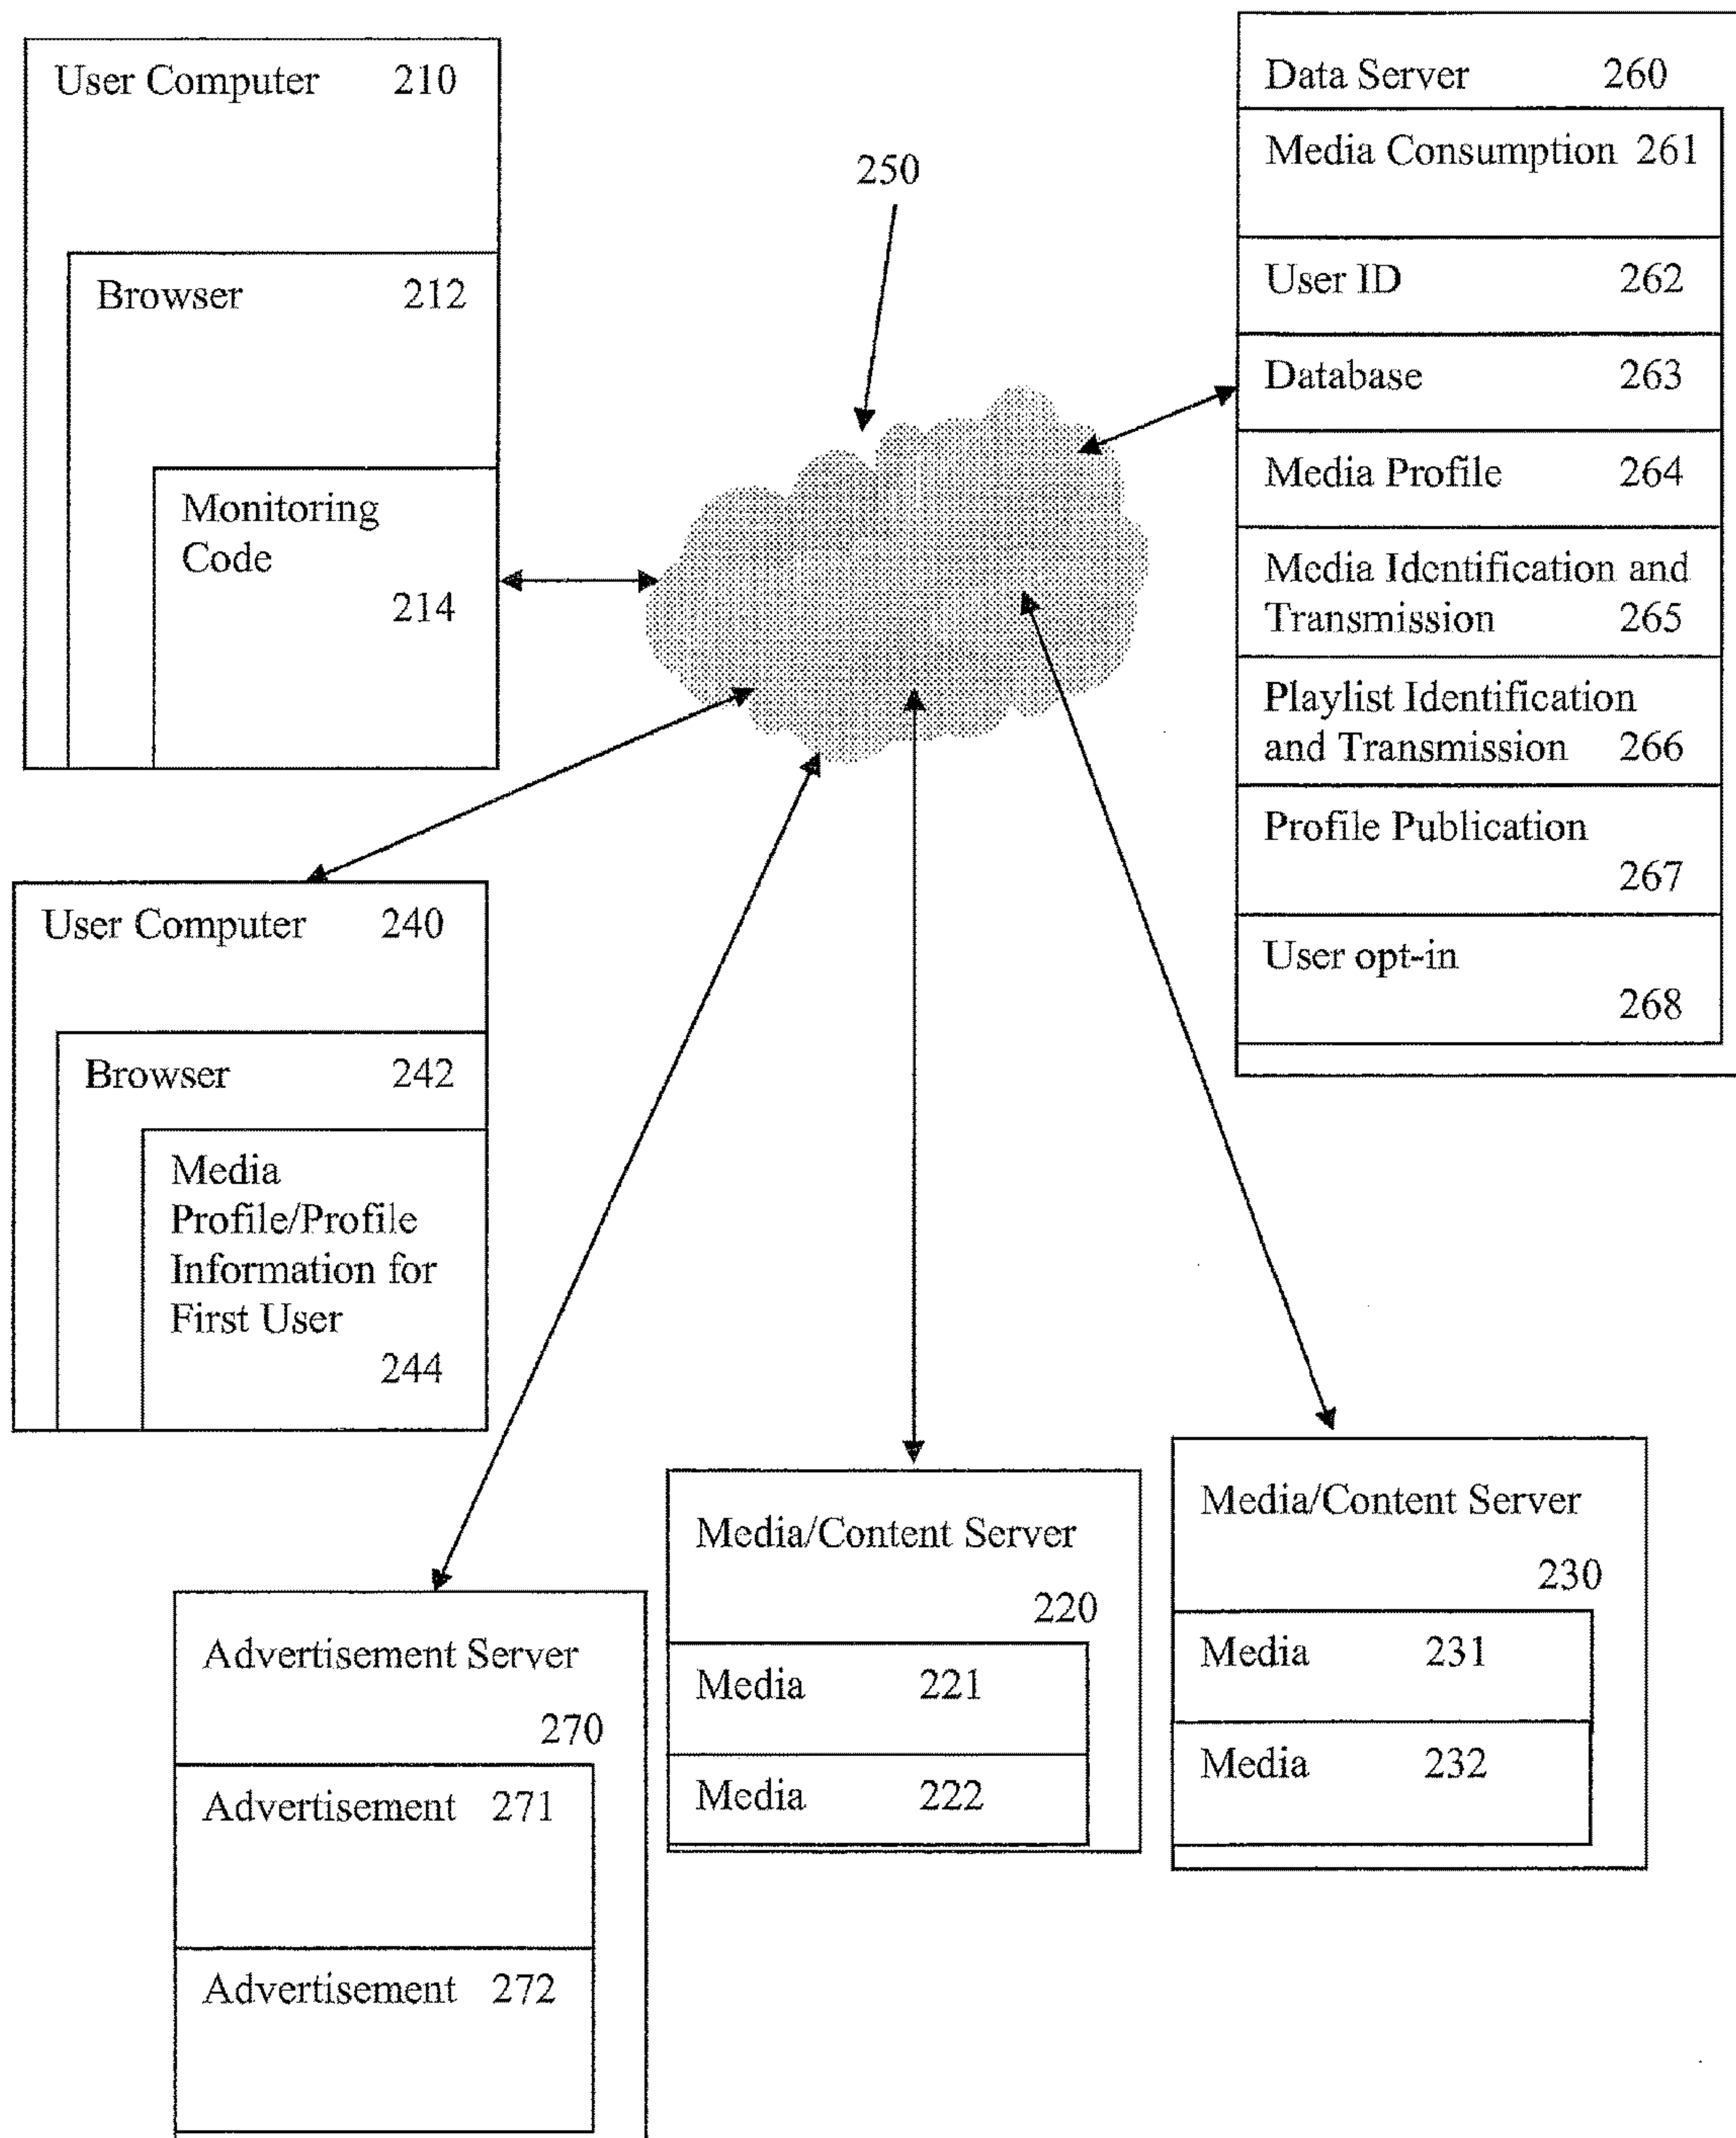 User Computer 210
Browser 212
Monitoring
Code
214
250
Data Server 260
Media Consumption 261
User ID 262
Database 263
Media Profile 264
Media Identification and
Transmission 265
Playlist Identification
and Transmission 266
Profile Publication
267
User opt-in
268
User Computer 240
Browser 242
Media
Profile/Profile
Information for
First User
244
Advertisement Server
270
Advertisement 271
Advertisement 272
Media/Content Server
220
Media 221
Media 222
Media/Content Server
230
Media 231
Media 232